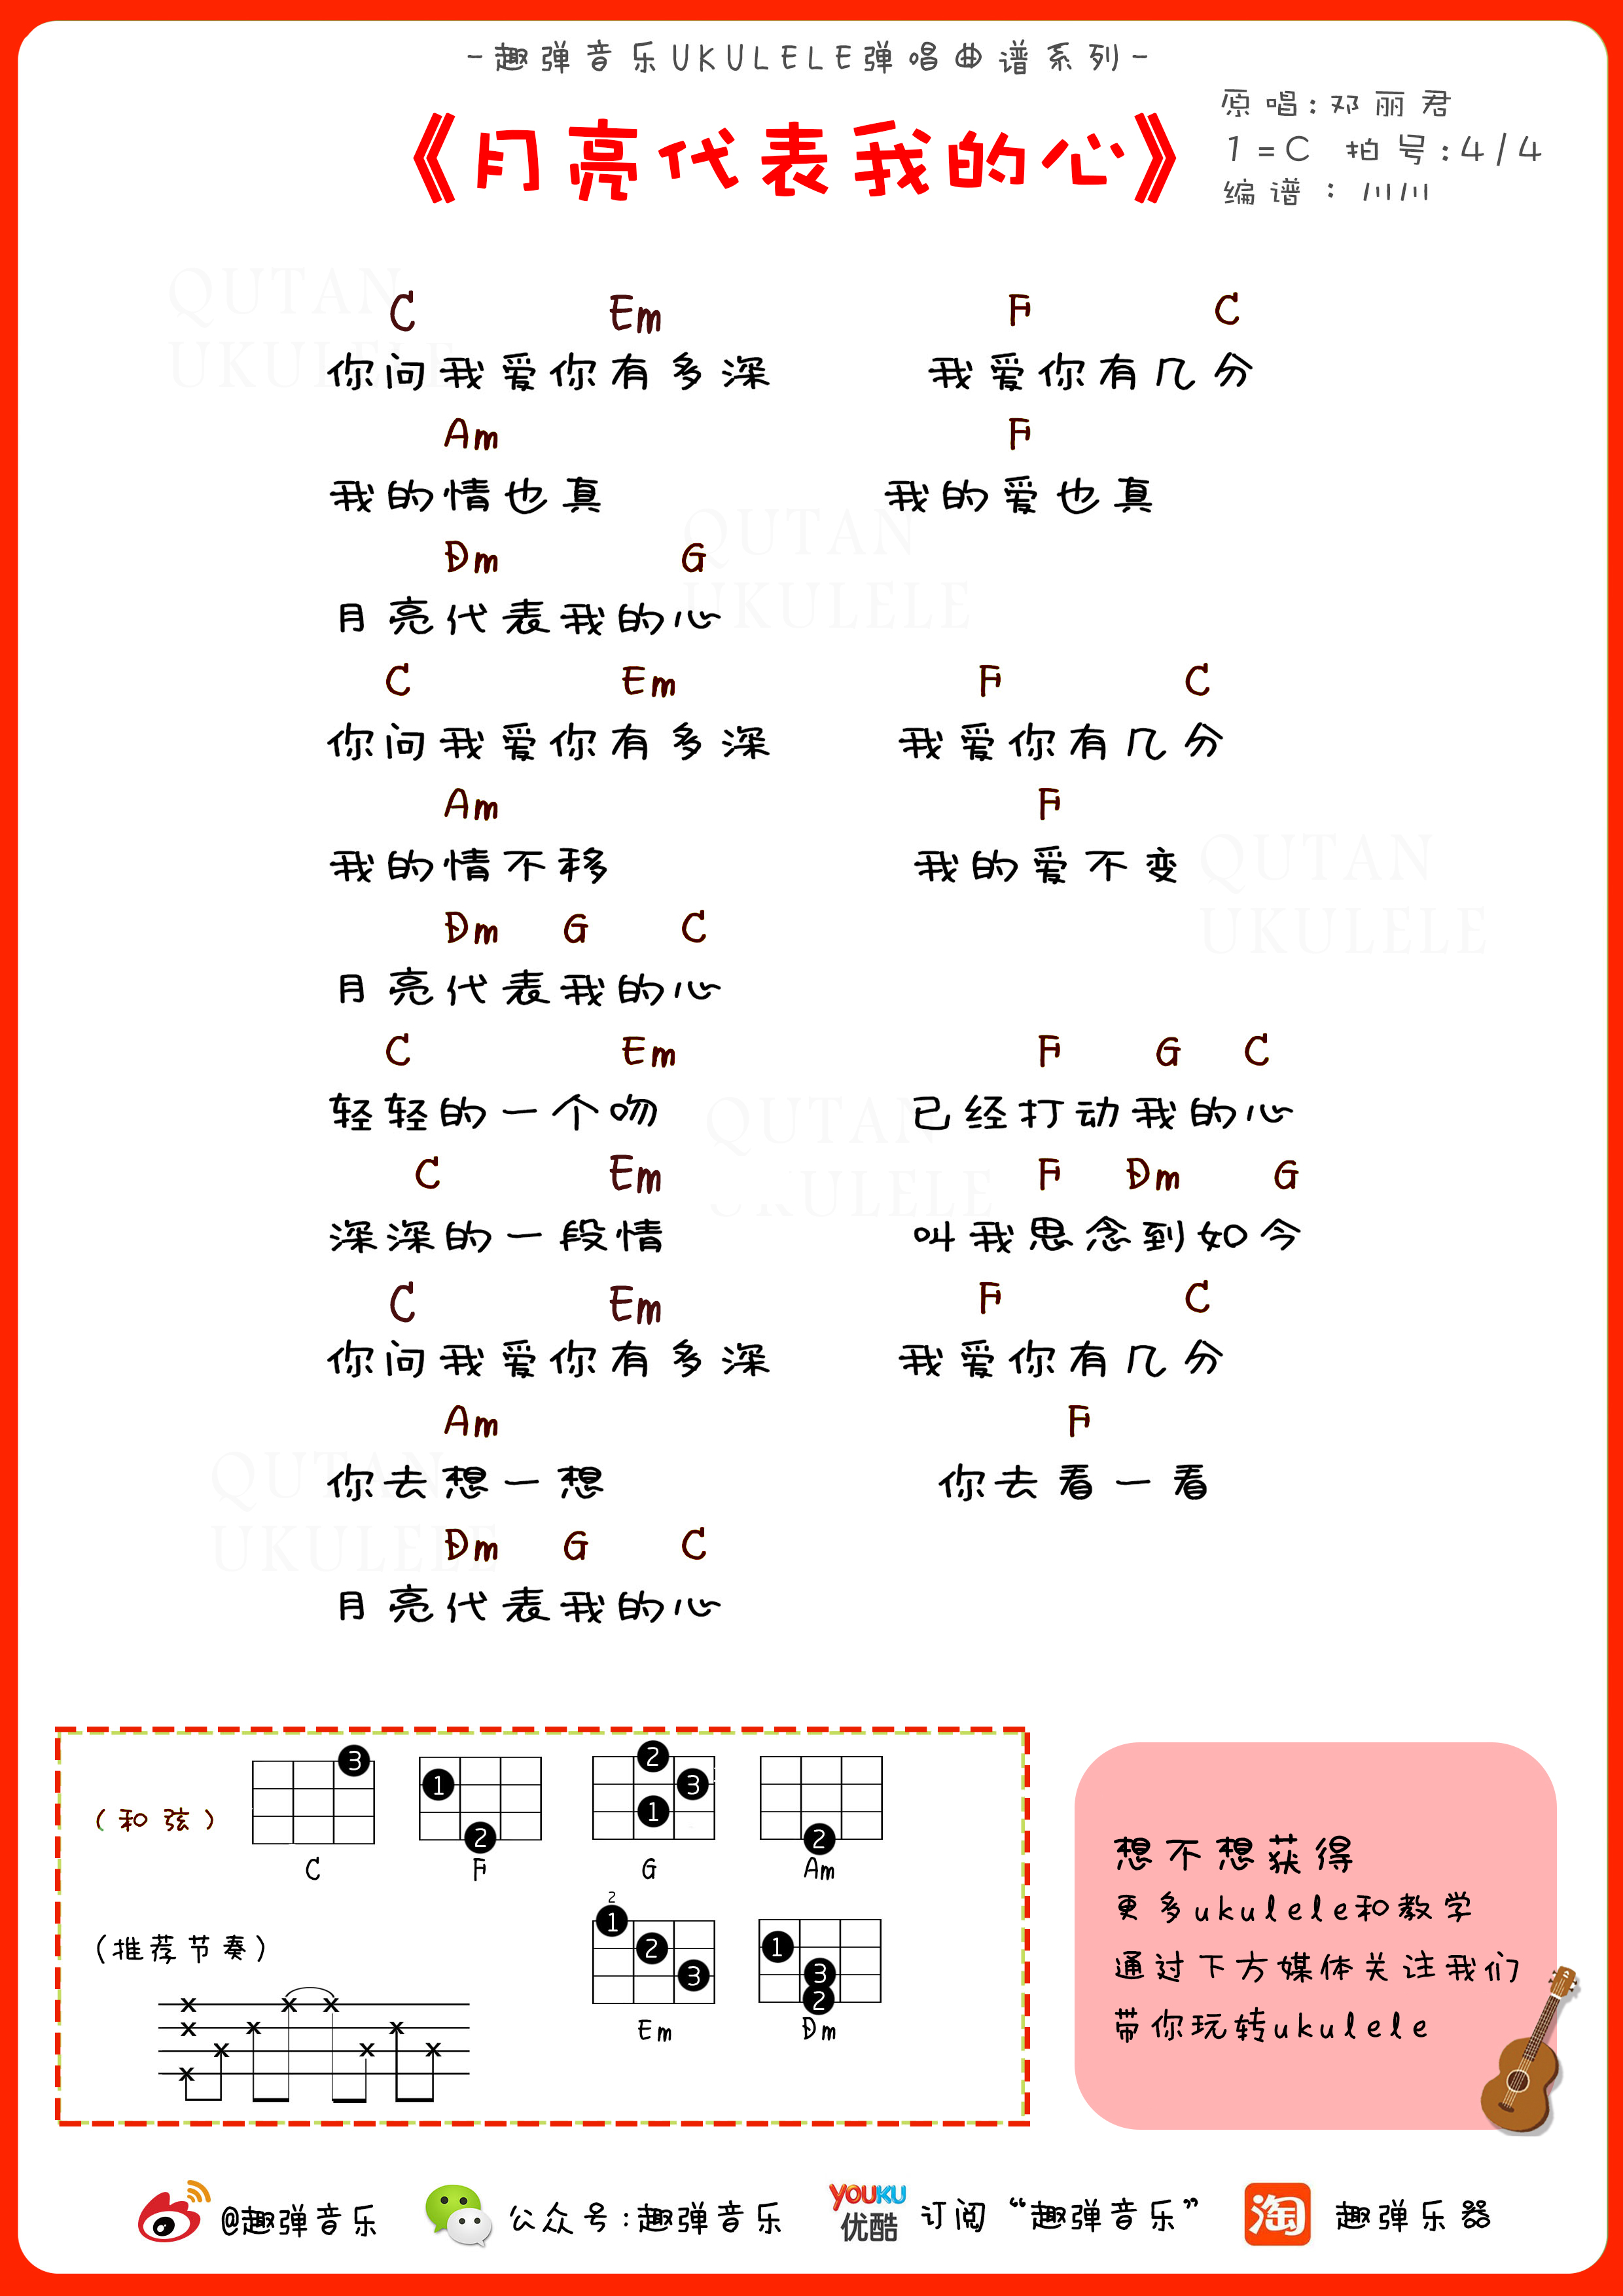 -趣弹音乐UKULELE弹唱曲谱系列-
《月亮代表我的心》
原唱:邓丽君
1=C 拍号:4/4
编谱:川川
QUTAN
UKULELE
C Em F C
你问我爱你有多深 我爱你有几分
Am F
我的情也真 我的爱也真
QUTAN
UKULELE
Dm G
月亮代表我的心
C Em F C
你问我爱你有多深 我爱你有几分
Am F
我的情不移 我的爱不变
QUTAN
UKULELE
Dm G C
月亮代表我的心
C Em F G C
轻轻的一个吻 已经打动我的心
QUTAN
UKULELE
C Em F Dm G
深深的一段情 叫我思念到如今
C Em F C
你问我爱你有多深 我爱你有几分
Am F
你去想一想 你去看一看
QUTAN
UKULELE
Dm G C
月亮代表我的心
(和弦)
3
1 2
2 3 1
2
C F G Am
(推荐节奏)
2
1 2 3
1 3 2
Em Dm
想不想获得
更多ukulele和教学
通过下方媒体关注我们
带你玩转ukulele
@趣弹音乐 公众号:趣弹音乐 YOUKU 优酷 订阅“趣弹音乐” 淘 趣弹乐器